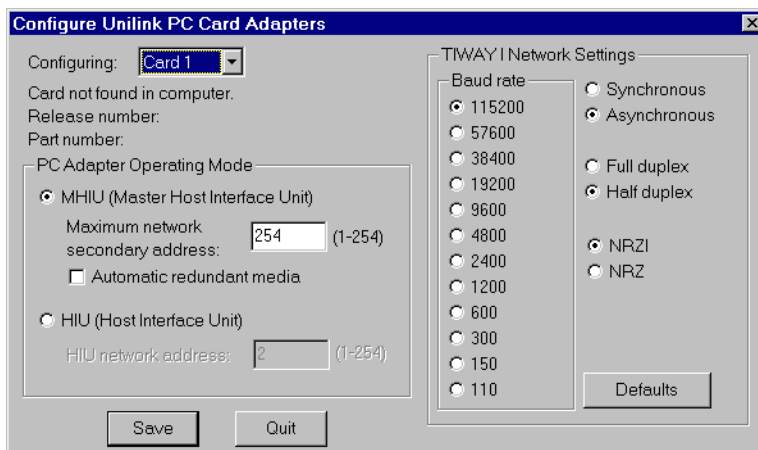 Configure Unilink PC Card Adapters
Configuring: Card 1
Card not found in computer.
Release number:
Part number:
PC Adapter Operating Mode
MHIU (Master Host Interface Unit)
Maximum network
secondary address: 254 (1-254)
Automatic redundant media
HIU (Host Interface Unit)
HIU network address: 2 (1-254)
Save Quit
TIWAY I Network Settings
Baud rate
115200
57600
38400
19200
9600
4800
2400
1200
600
300
150
110
Synchronous
Asynchronous
Full duplex
Half duplex
NRZI
NRZ
Defaults